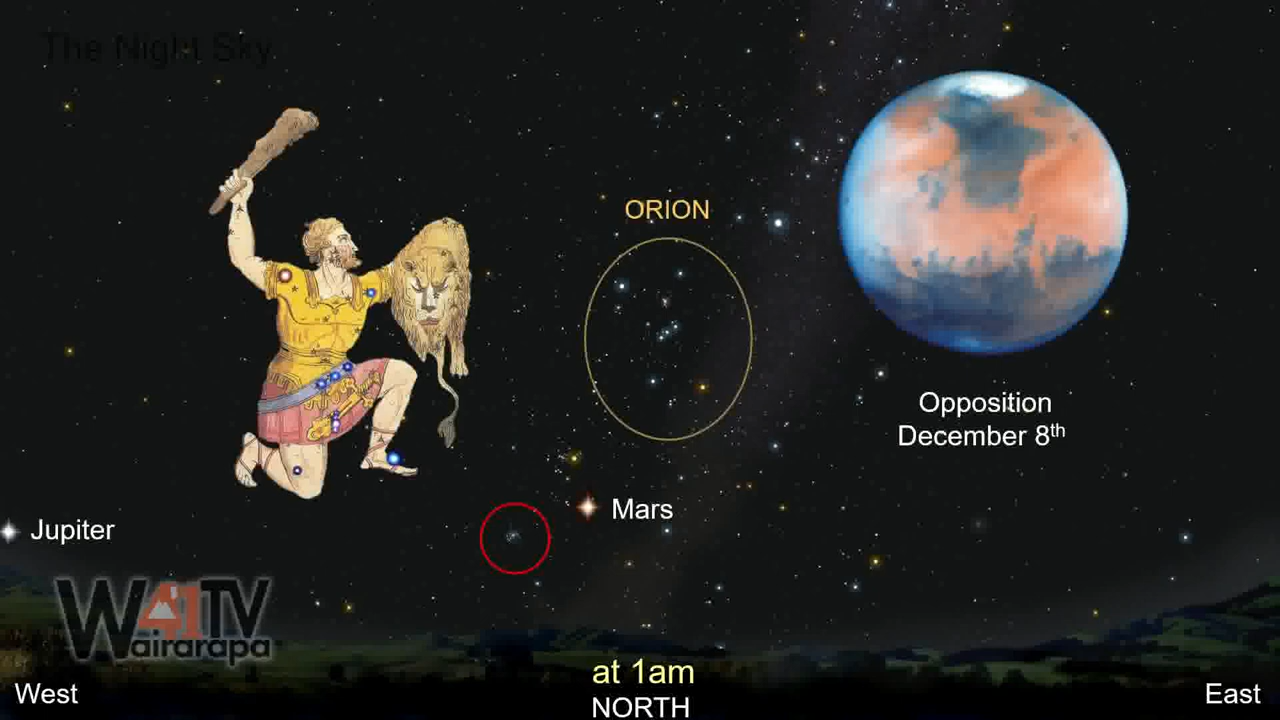 The Night Sky
ORION
Opposition
December 8th
Mars
Jupiter
W41TV
Wairarapa
at 1am
West
NORTH
East